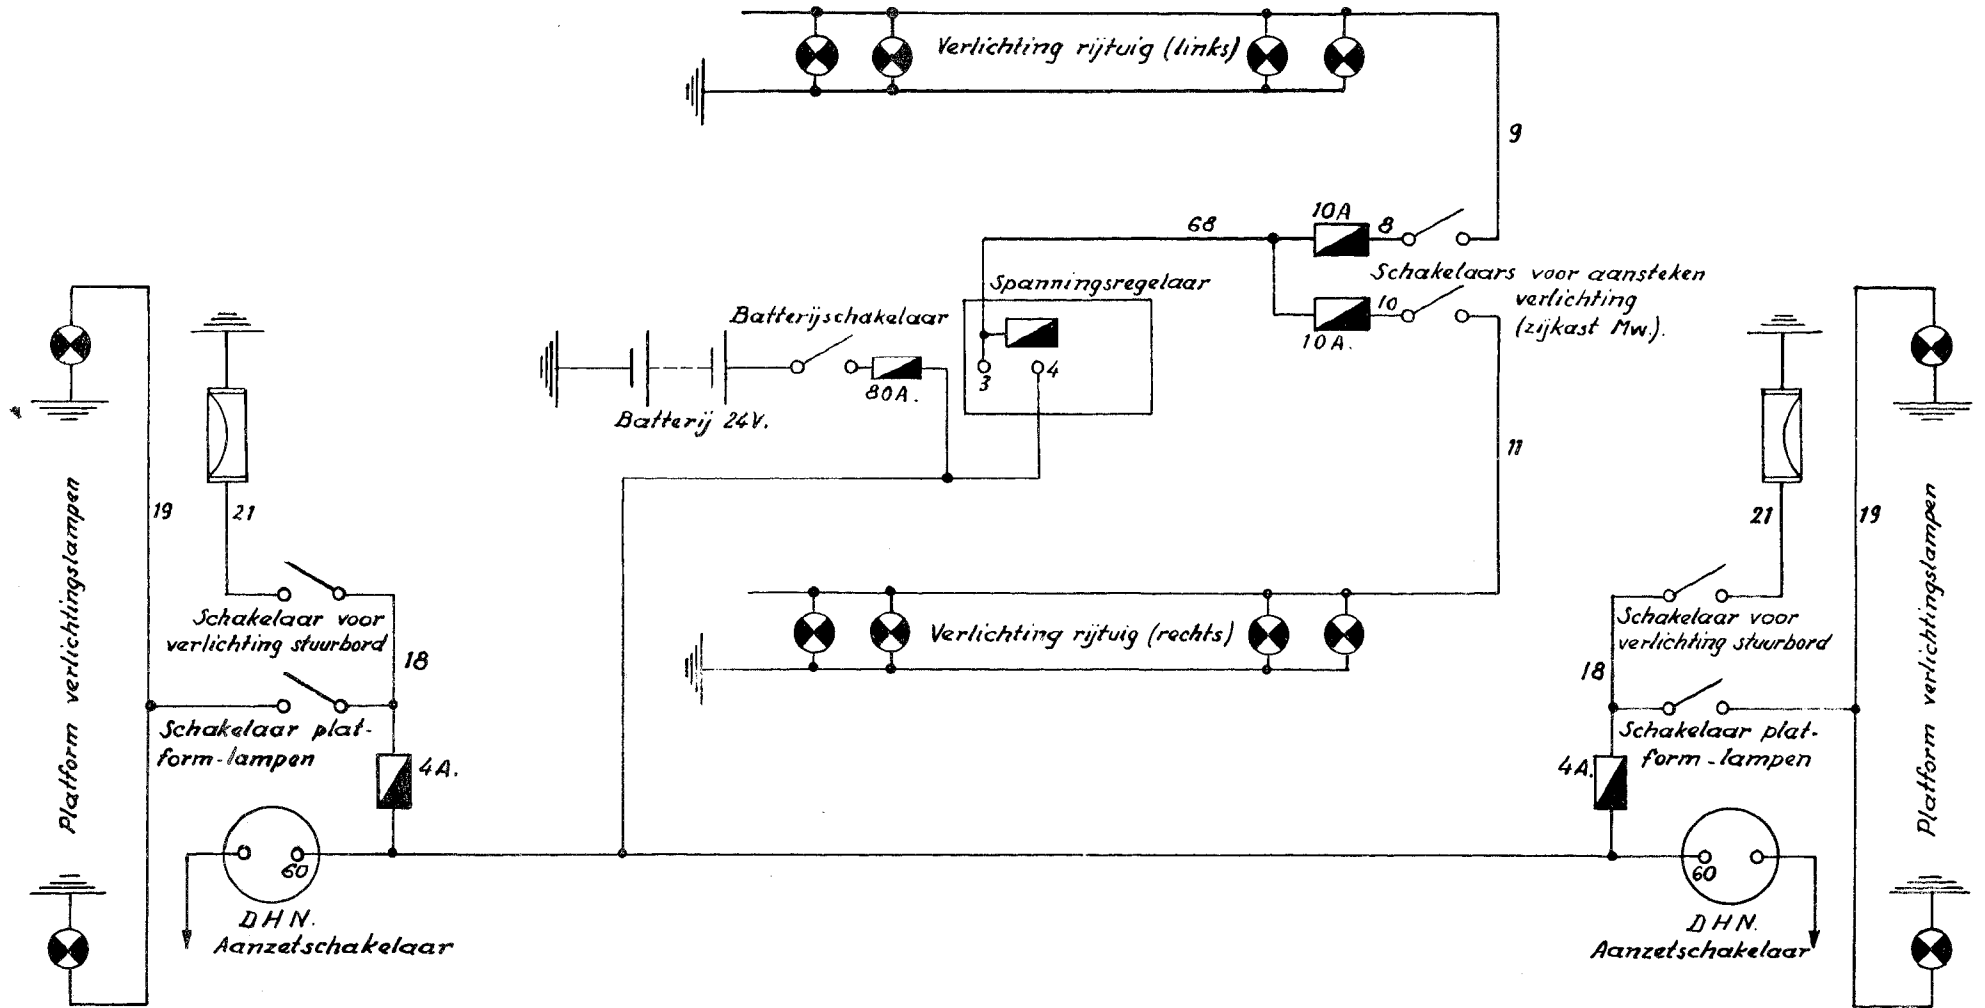 Verlichting rijtuig (links)
9
10A
68
8
Schakelaars voor aansteken
verlichting
(zijkast Mw.).
10
10A.
Spanningsregelaar
Batterijschakelaar
3
4
80A.
Batterij 24V.
11
Platform verlichtingslampen
19
21
Schakelaar voor
verlichting stuurbord
18
Schakelaar plat-
form-lampen
4A.
60
DHN.
Aanzetschakelaar
Verlichting rijtuig (rechts)
21
19
Platform verlichtingslampen
Schakelaar voor
verlichting stuurbord
18
Schakelaar plat-
form-lampen
4A.
60
DHN.
Aanzetschakelaar